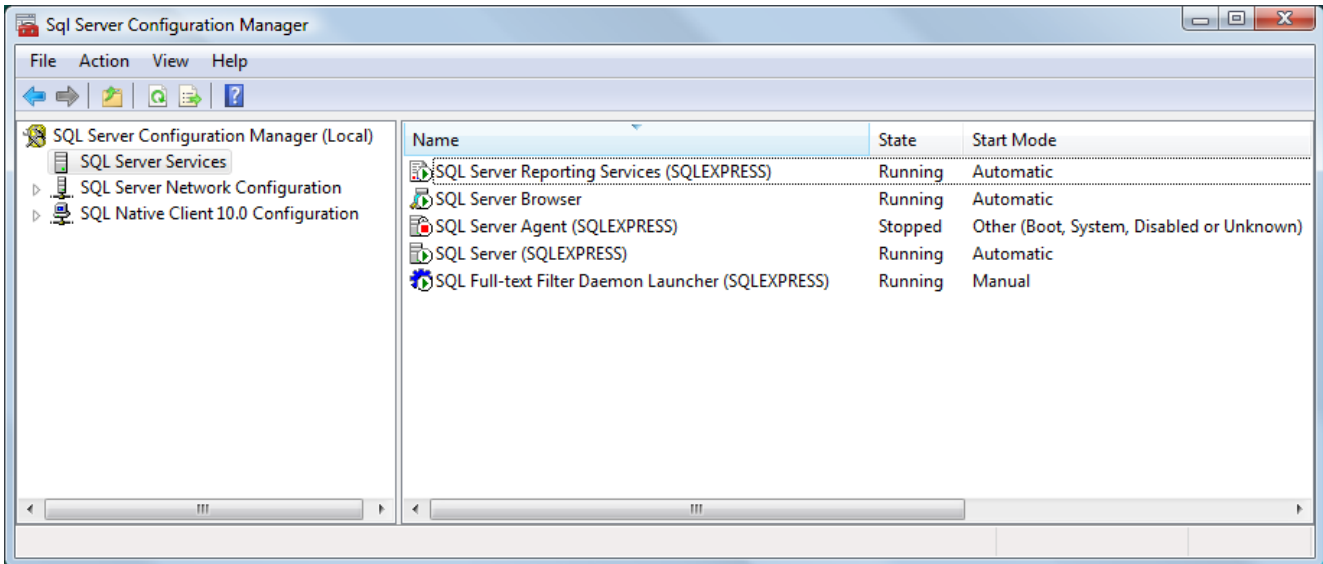 Sql Server Configuration Manager
File Action View Help
SQL Server Configuration Manager (Local)
SQL Server Services
SQL Server Network Configuration
SQL Native Client 10.0 Configuration
Name State Start Mode
SQL Server Reporting Services (SQLEXPRESS) Running Automatic
SQL Server Browser Running Automatic
SQL Server Agent (SQLEXPRESS) Stopped Other (Boot, System, Disabled or Unknown)
SQL Server (SQLEXPRESS) Running Automatic
SQL Full-text Filter Daemon Launcher (SQLEXPRESS) Running Manual